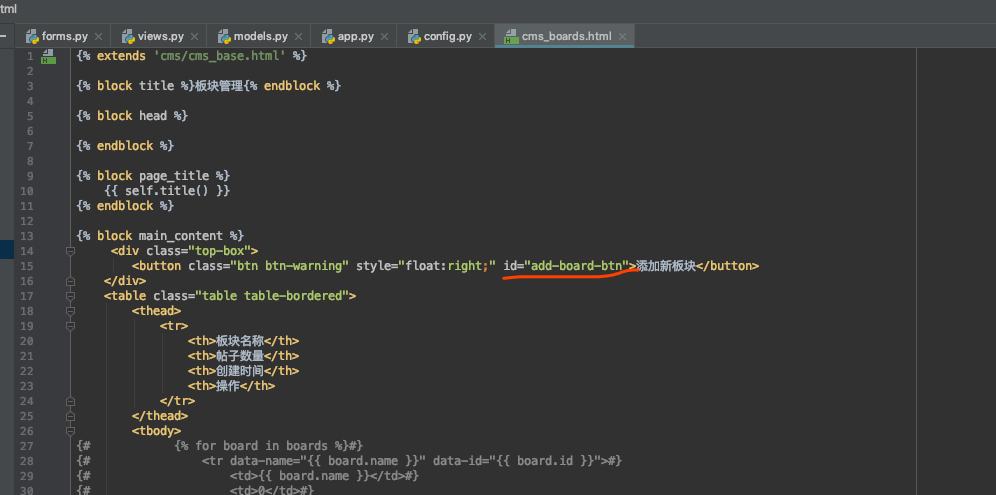 tml
forms.py
views.py
models.py
app.py
config.py
cms_boards.html
1 {% extends 'cms/cms_base.html' %}
2
3 {% block title %}板块管理{% endblock %}
4
5 {% block head %}
6
7 {% endblock %}
8
9 {% block page_title %}
10 {{ self.title() }}
11 {% endblock %}
12
13 {% block main_content %}
14 <div class="top-box">
15 <button class="btn btn-warning" style="float:right;" id="add-board-btn">添加新板块</button>
16 </div>
17 <table class="table table-bordered">
18 <thead>
19 <tr>
20 <th>板块名称</th>
21 <th>帖子数量</th>
22 <th>创建时间</th>
23 <th>操作</th>
24 </tr>
25 </thead>
26 <tbody>
27 {# {% for board in boards %}#}
28 {# <tr data-name="{{ board.name }}" data-id="{{ board.id }}">#}
29 {# <td>{{ board.name }}</td>#}
30 {# <td>0</td>#}